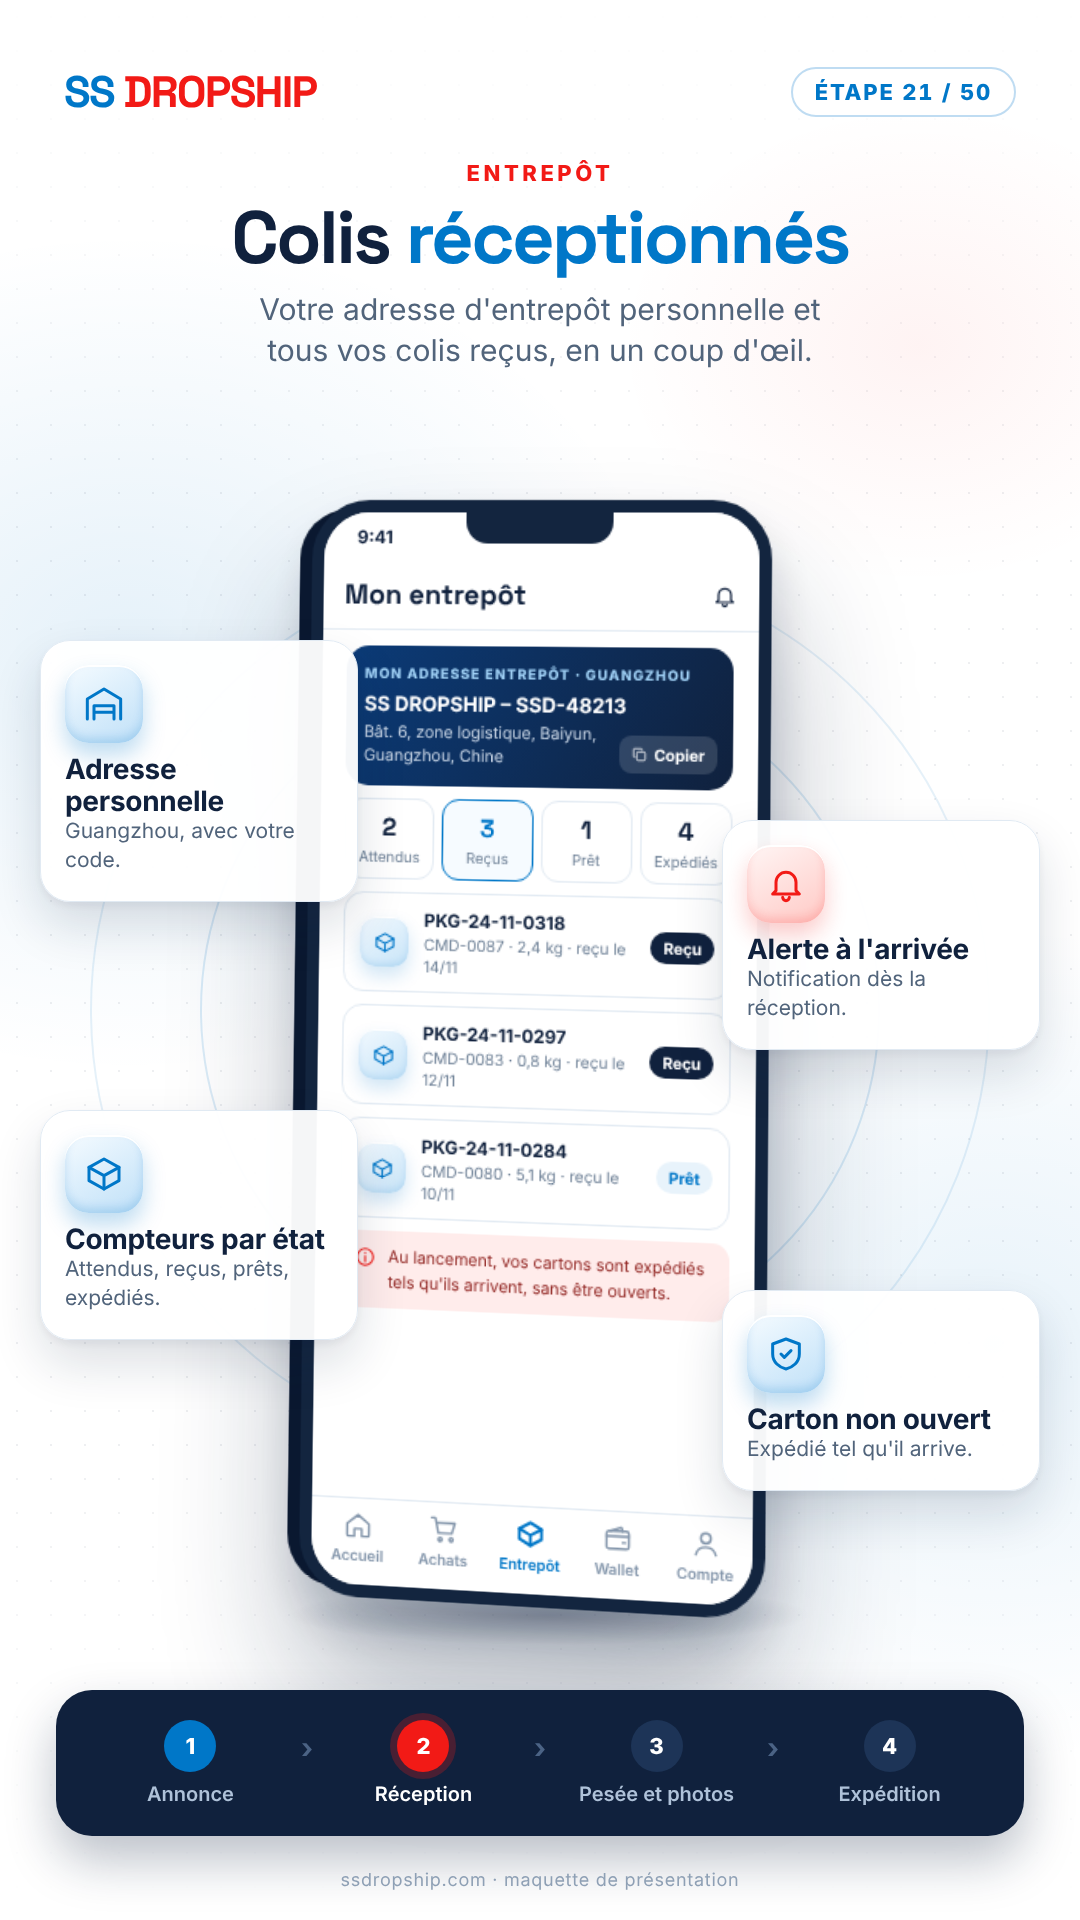 SS DROPSHIP
ÉTAPE 21 / 50
ENTREPÔT
Colis réceptionnés
Votre adresse d'entrepôt personnelle et
tous vos colis reçus, en un coup d'œil.
9:41
Mon entrepôt
MON ADRESSE ENTREPÔT · GUANGZHOU
SS DROPSHIP – SSD-48213
Bât. 6, zone logistique, Baiyun,
Guangzhou, Chine
Copier
2
Attendus
3
Reçus
1
Prêt
4
Expédiés
PKG-24-11-0318
CMD-0087 · 2,4 kg · reçu le
14/11
Reçu
PKG-24-11-0297
CMD-0083 · 0,8 kg · reçu le
12/11
Reçu
PKG-24-11-0284
CMD-0080 · 5,1 kg · reçu le
10/11
Prêt
Au lancement, vos cartons sont expédiés
tels qu'ils arrivent, sans être ouverts.
Accueil
Achats
Entrepôt
Wallet
Compte
Adresse
personnelle
Guangzhou, avec votre
code.
Alerte à l'arrivée
Notification dès la
réception.
Compteurs par état
Attendus, reçus, prêts,
expédiés.
Carton non ouvert
Expédié tel qu'il arrive.
1
Annonce
2
Réception
3
Pesée et photos
4
Expédition
ssdropship.com · maquette de présentation